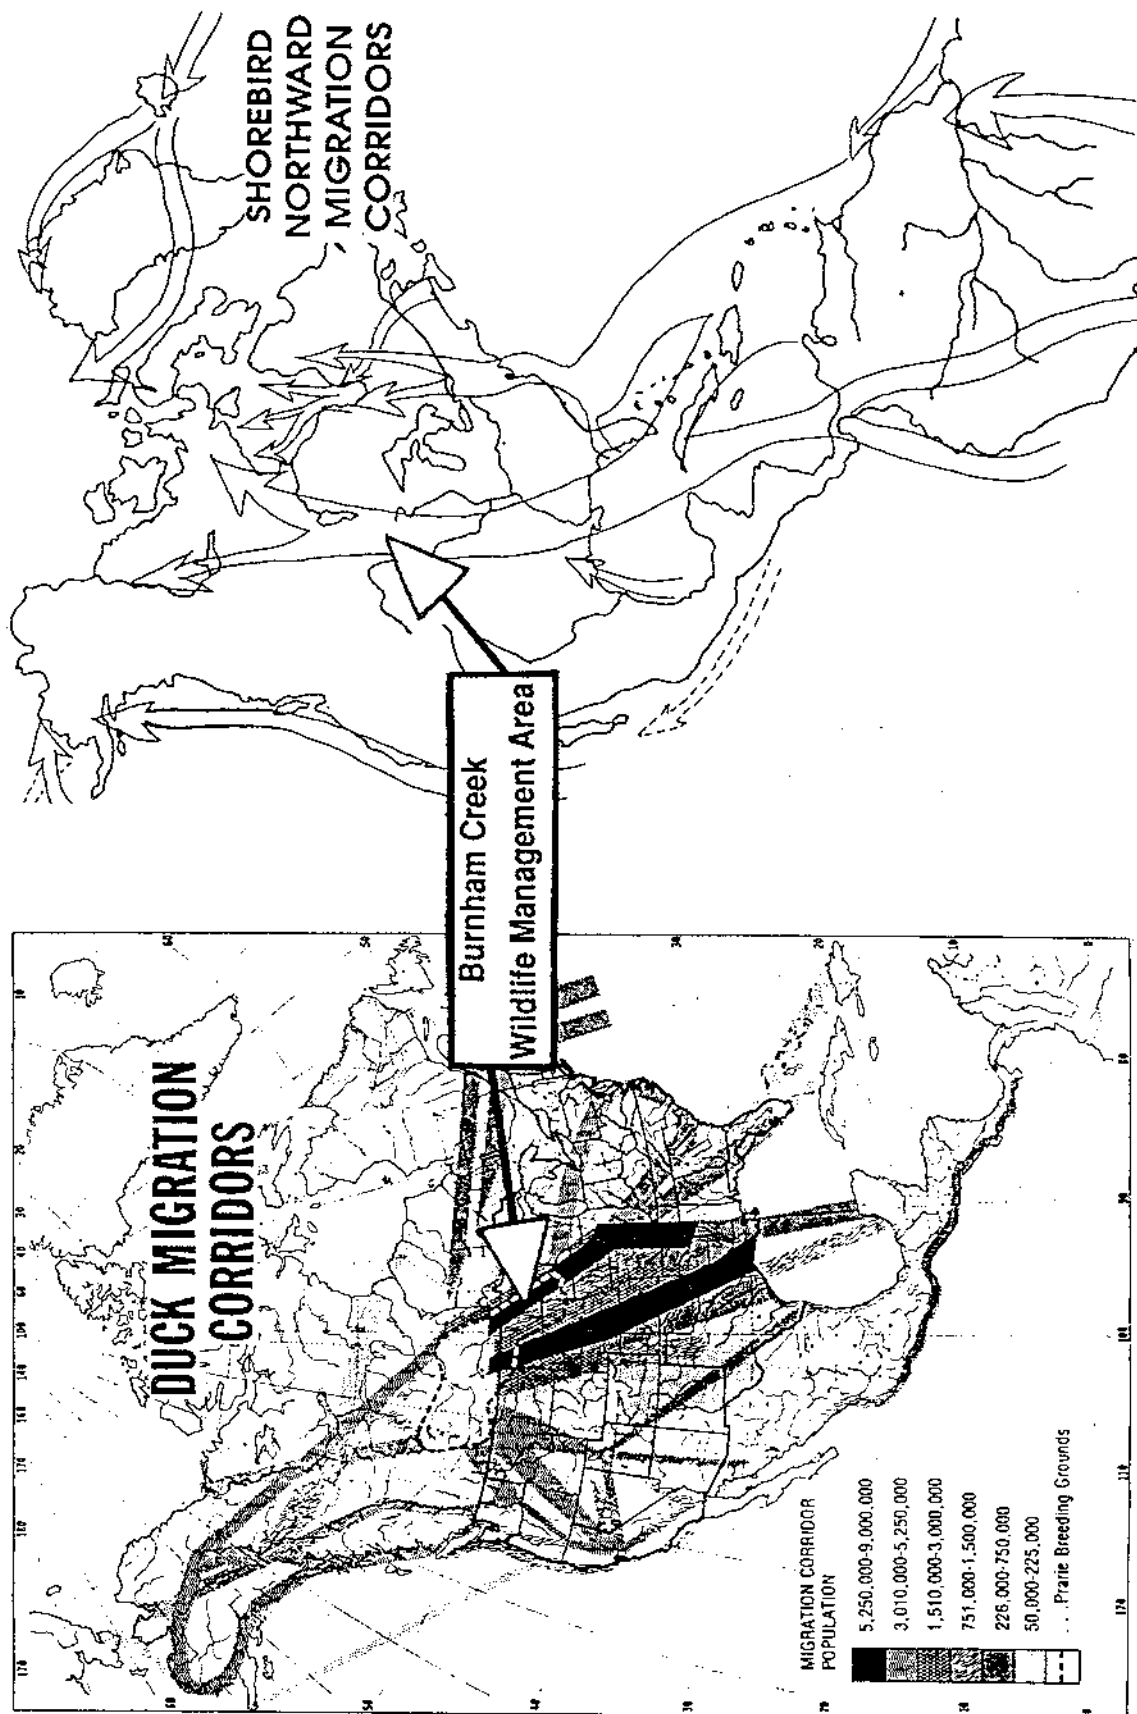 DUCK MIGRATION
CORRIDORS
SHOREBIRD
NORTHWARD
MIGRATION
CORRIDORS
Burnham Creek
Wildlife Management Area
MIGRATION CORRIDOR
POPULATION
5,250,000-9,000,000
3,010,000-5,250,000
1,510,000-3,000,000
751,000-1,500,000
226,000-750,000
50,000-225,000
...Prarie Breeding Grounds